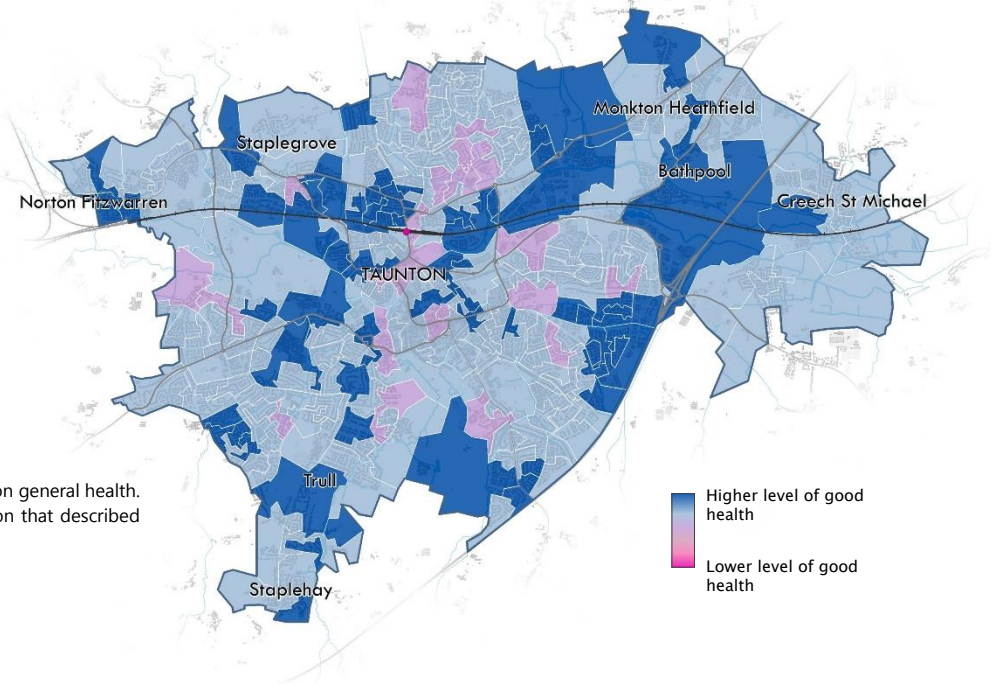 Monkton Heathfield
Staplegrove
Bathpool
Norton Fitzwarren
Creech St Michael
TAUNTON
Trull
on general health.
on that described
Higher level of good
health
Lower level of good
health
Staplehay